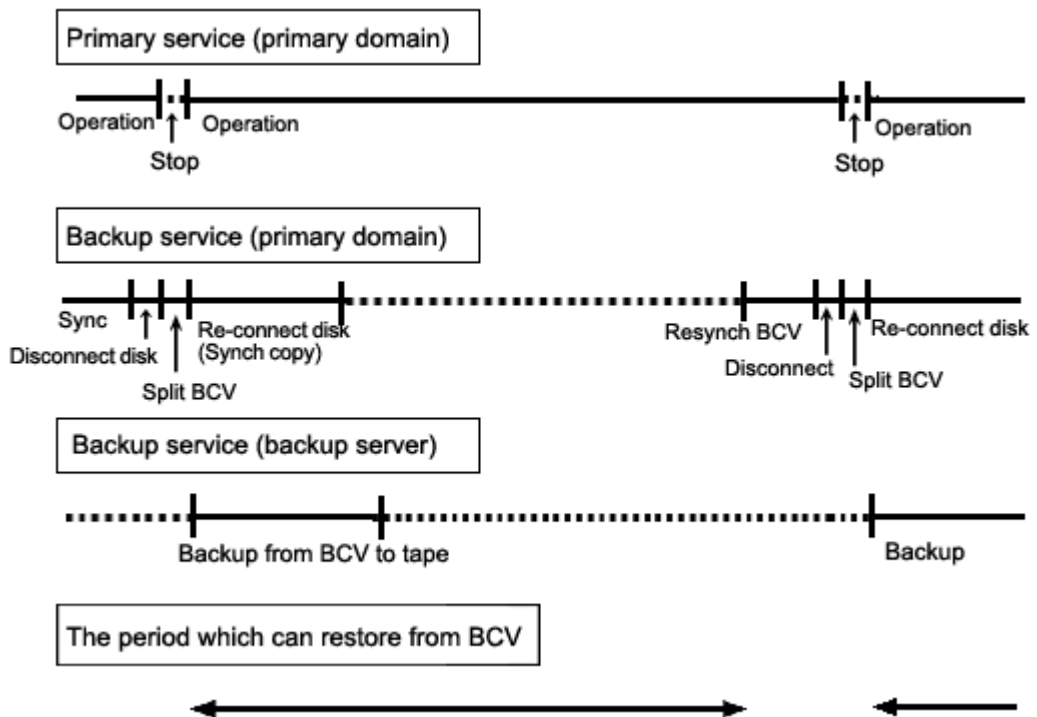 Primary service (primary domain)
Operation
Operation
Operation
Stop
Stop
Backup service (primary domain)
Sync
Re-connect disk
(Synch copy)
Resynch BCV
Re-connect disk
Disconnect disk
Disconnect
Split BCV
Split BCV
Backup service (backup server)
Backup from BCV to tape
Backup
The period which can restore from BCV